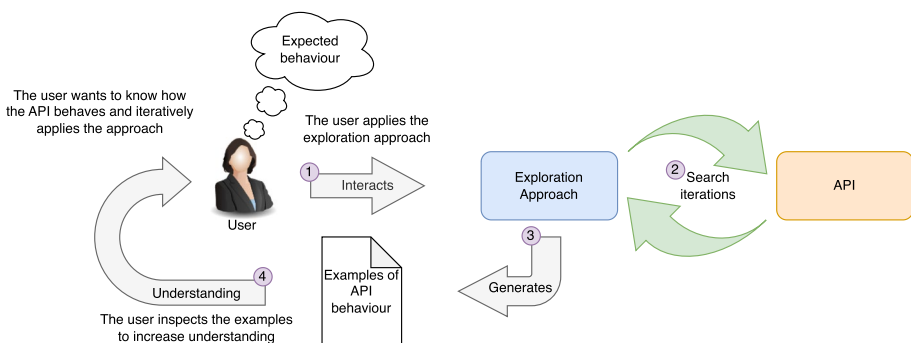 Expected
behaviour
The user wants to know how
the API behaves and iteratively
applies the approach
The user applies the
exploration approach
1
Interacts
User
Exploration
Approach
2
Search
iterations
API
3
Generates
Examples of
API
behaviour
4
Understanding
The user inspects the examples
to increase understanding